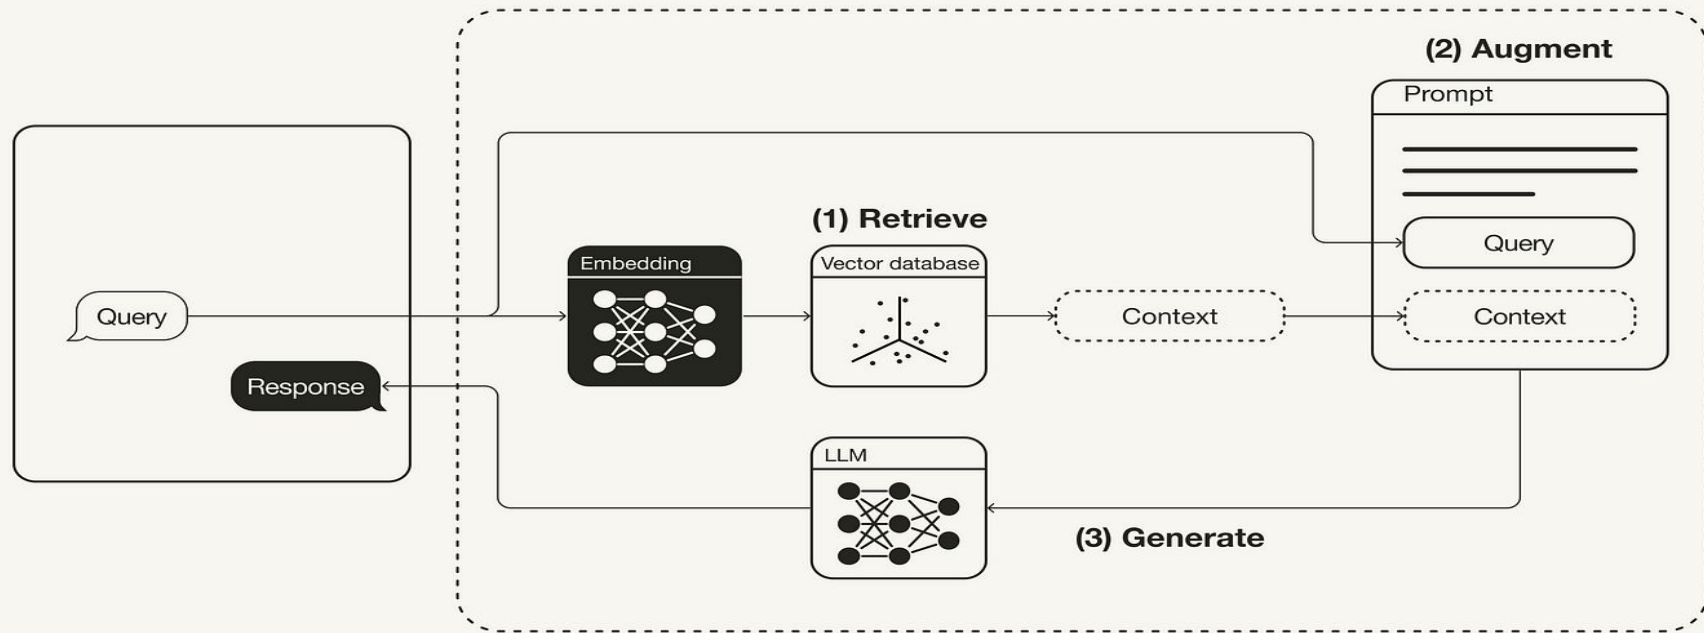 (2) Augment
Prompt
(1) Retrieve
Query
Embedding
Vector database
Query
Context
Context
Response
LLM
(3) Generate